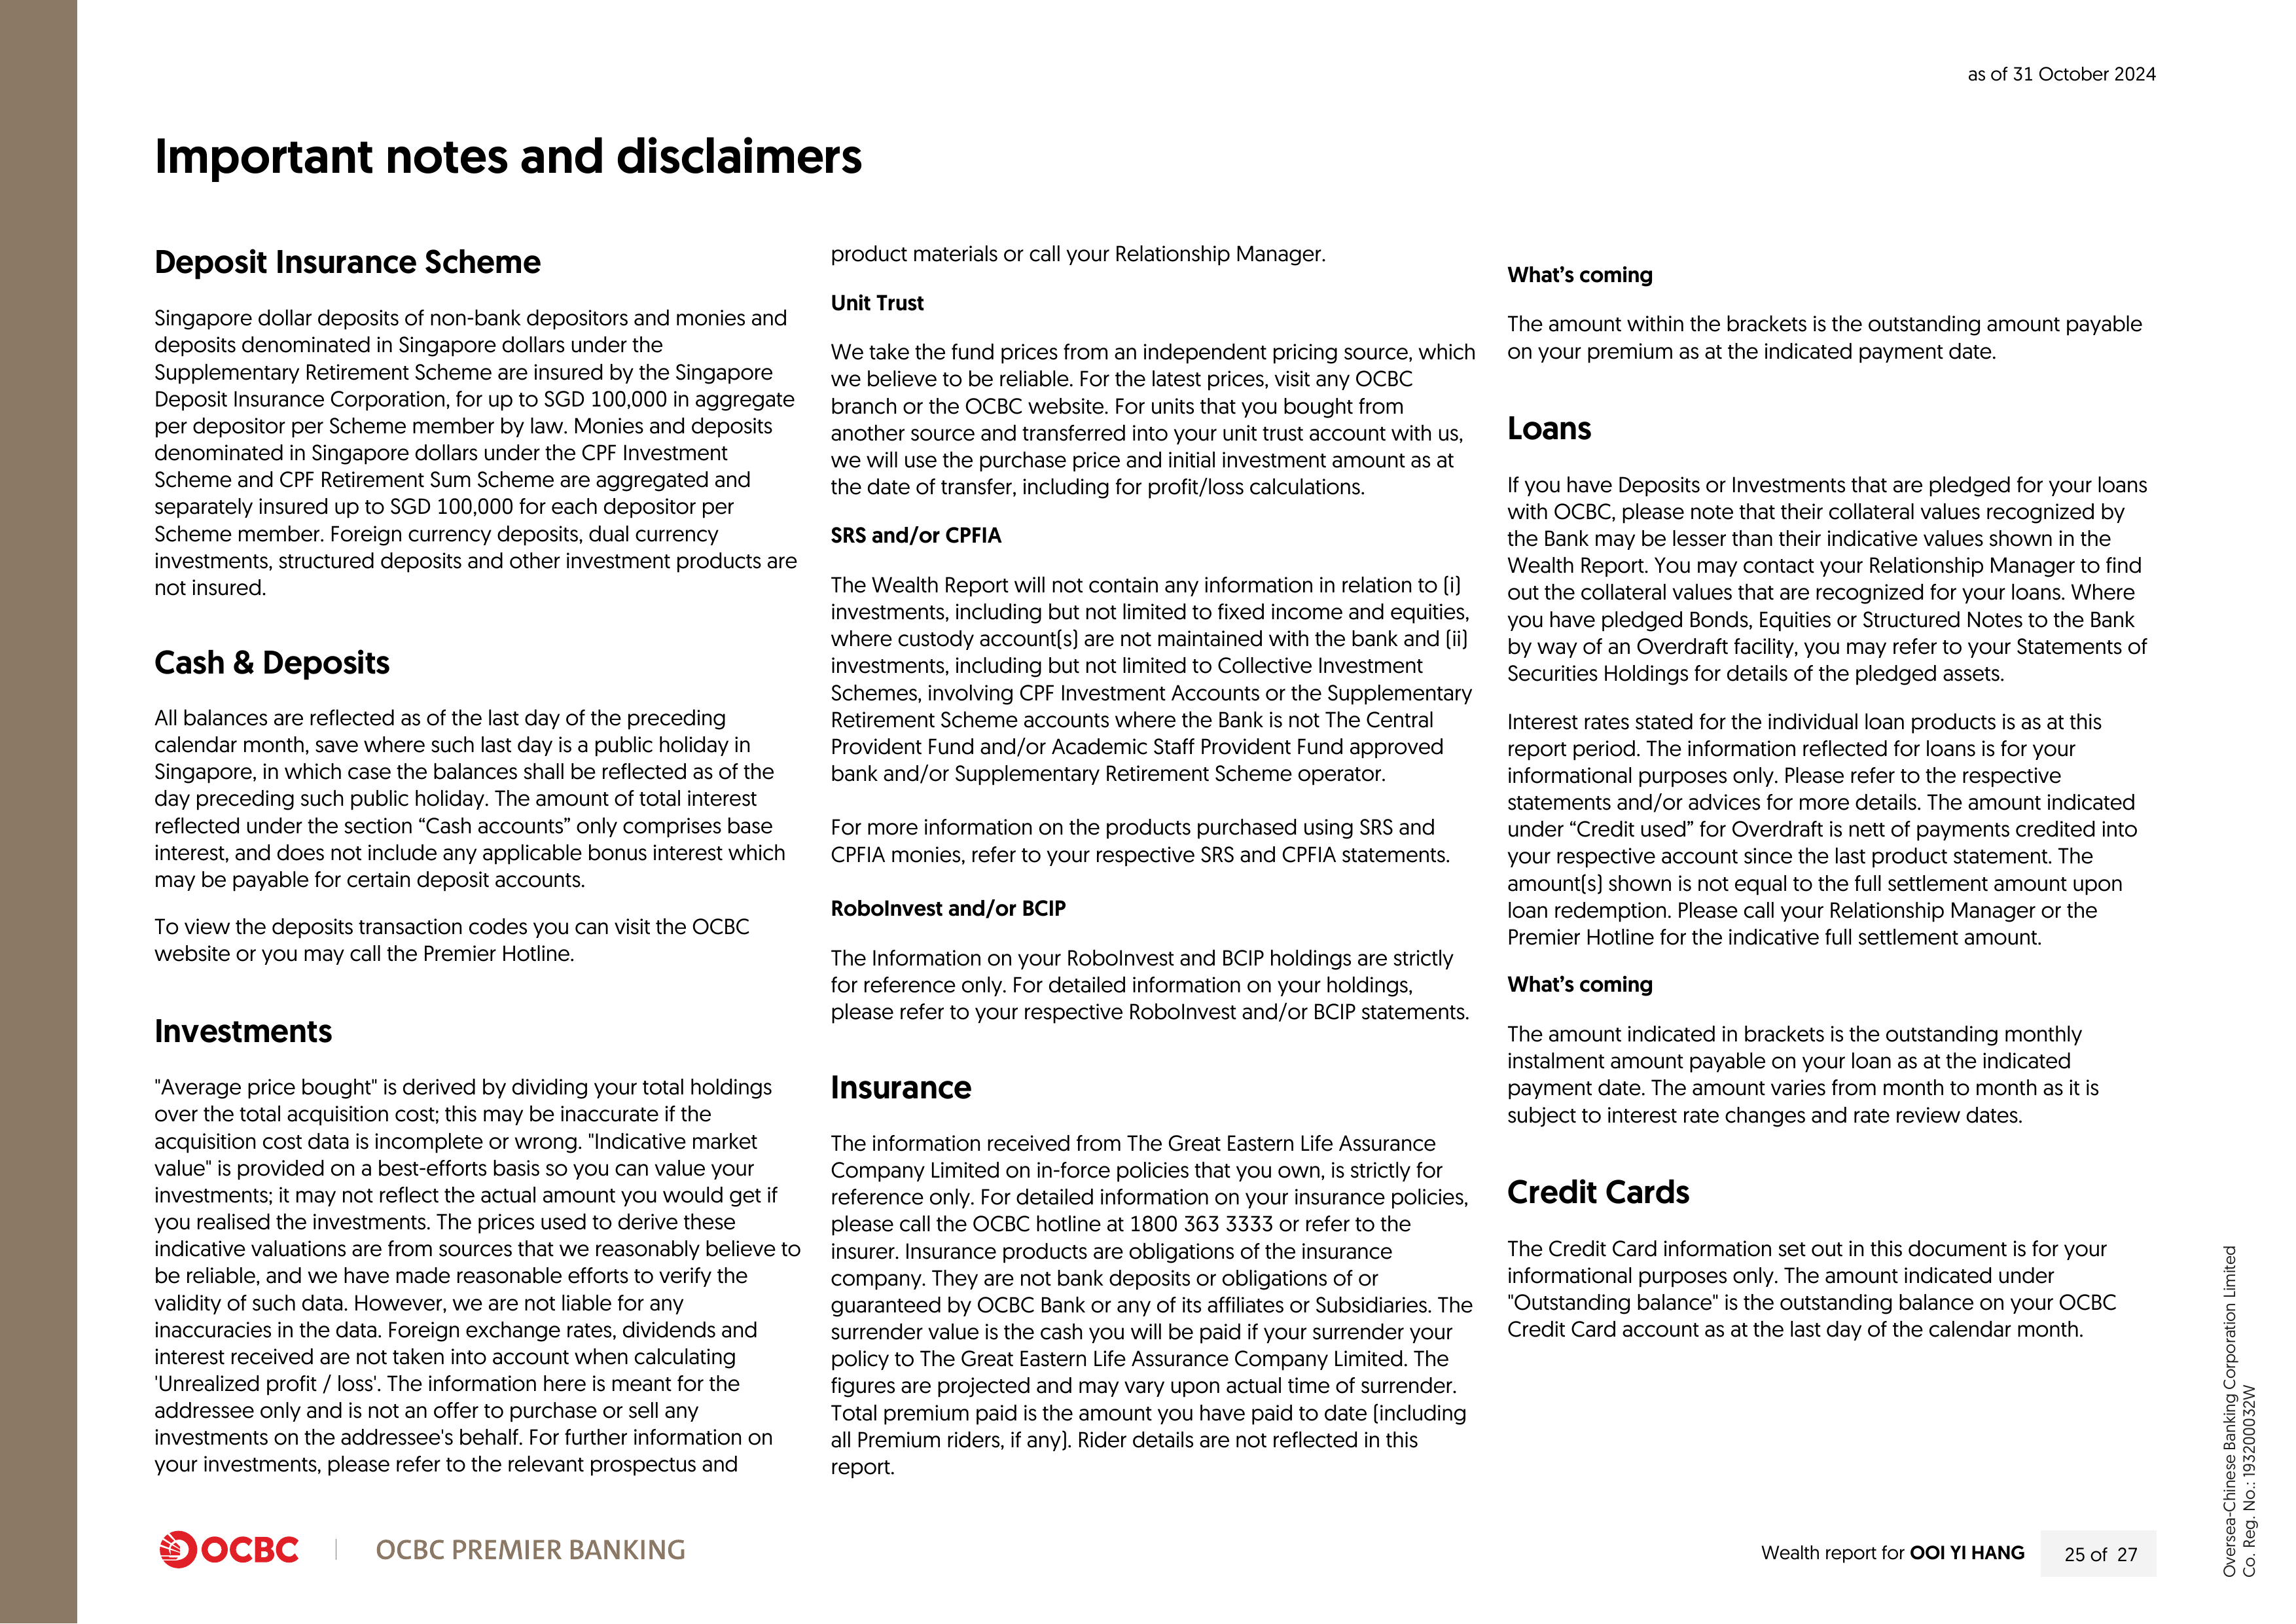 as of 31 October 2024
Important notes and disclaimers
Deposit Insurance Scheme
Singapore dollar deposits of non-bank depositors and monies and
deposits denominated in Singapore dollars under the
Supplementary Retirement Scheme are insured by the Singapore
Deposit Insurance Corporation, for up to SGD 100,000 in aggregate
per depositor per Scheme member by law. Monies and deposits
denominated in Singapore dollars under the CPF Investment
Scheme and CPF Retirement Sum Scheme are aggregated and
separately insured up to SGD 100,000 for each depositor per
Scheme member. Foreign currency deposits, dual currency
investments, structured deposits and other investment products are
not insured.
Cash & Deposits
All balances are reflected as of the last day of the preceding
calendar month, save where such last day is a public holiday in
Singapore, in which case the balances shall be reflected as of the
day preceding such public holiday. The amount of total interest
reflected under the section “Cash accounts” only comprises base
interest, and does not include any applicable bonus interest which
may be payable for certain deposit accounts.
To view the deposits transaction codes you can visit the OCBC
website or you may call the Premier Hotline.
Investments
"Average price bought" is derived by dividing your total holdings
over the total acquisition cost; this may be inaccurate if the
acquisition cost data is incomplete or wrong. "Indicative market
value" is provided on a best-efforts basis so you can value your
investments; it may not reflect the actual amount you would get if
you realised the investments. The prices used to derive these
indicative valuations are from sources that we reasonably believe to
be reliable, and we have made reasonable efforts to verify the
validity of such data. However, we are not liable for any
inaccuracies in the data. Foreign exchange rates, dividends and
interest received are not taken into account when calculating
'Unrealized profit / loss'. The information here is meant for the
addressee only and is not an offer to purchase or sell any
investments on the addressee's behalf. For further information on
your investments, please refer to the relevant prospectus and
product materials or call your Relationship Manager.
Unit Trust
We take the fund prices from an independent pricing source, which
we believe to be reliable. For the latest prices, visit any OCBC
branch or the OCBC website. For units that you bought from
another source and transferred into your unit trust account with us,
we will use the purchase price and initial investment amount as at
the date of transfer, including for profit/loss calculations.
SRS and/or CPFIA
The Wealth Report will not contain any information in relation to (i)
investments, including but not limited to fixed income and equities,
where custody account(s) are not maintained with the bank and (ii)
investments, including but not limited to Collective Investment
Schemes, involving CPF Investment Accounts or the Supplementary
Retirement Scheme accounts where the Bank is not The Central
Provident Fund and/or Academic Staff Provident Fund approved
bank and/or Supplementary Retirement Scheme operator.
For more information on the products purchased using SRS and
CPFIA monies, refer to your respective SRS and CPFIA statements.
RoboInvest and/or BCIP
The Information on your RoboInvest and BCIP holdings are strictly
for reference only. For detailed information on your holdings,
please refer to your respective RoboInvest and/or BCIP statements.
Insurance
The information received from The Great Eastern Life Assurance
Company Limited on in-force policies that you own, is strictly for
reference only. For detailed information on your insurance policies,
please call the OCBC hotline at 1800 363 3333 or refer to the
insurer. Insurance products are obligations of the insurance
company. They are not bank deposits or obligations of or
guaranteed by OCBC Bank or any of its affiliates or Subsidiaries. The
surrender value is the cash you will be paid if your surrender your
policy to The Great Eastern Life Assurance Company Limited. The
figures are projected and may vary upon actual time of surrender.
Total premium paid is the amount you have paid to date (including
all Premium riders, if any). Rider details are not reflected in this
report.
What’s coming
The amount within the brackets is the outstanding amount payable
on your premium as at the indicated payment date.
Loans
If you have Deposits or Investments that are pledged for your loans
with OCBC, please note that their collateral values recognized by
the Bank may be lesser than their indicative values shown in the
Wealth Report. You may contact your Relationship Manager to find
out the collateral values that are recognized for your loans. Where
you have pledged Bonds, Equities or Structured Notes to the Bank
by way of an Overdraft facility, you may refer to your Statements of
Securities Holdings for details of the pledged assets.
Interest rates stated for the individual loan products is as at this
report period. The information reflected for loans is for your
informational purposes only. Please refer to the respective
statements and/or advices for more details. The amount indicated
under “Credit used” for Overdraft is nett of payments credited into
your respective account since the last product statement. The
amount(s) shown is not equal to the full settlement amount upon
loan redemption. Please call your Relationship Manager or the
Premier Hotline for the indicative full settlement amount.
What’s coming
The amount indicated in brackets is the outstanding monthly
instalment amount payable on your loan as at the indicated
payment date. The amount varies from month to month as it is
subject to interest rate changes and rate review dates.
Credit Cards
The Credit Card information set out in this document is for your
informational purposes only. The amount indicated under
"Outstanding balance" is the outstanding balance on your OCBC
Credit Card account as at the last day of the calendar month.
OCBC
OCBC PREMIER BANKING
Wealth report for OOI YI HANG
25 of 27
Oversea-Chinese Banking Corporation Limited
Co. Reg. No.: 193200032W